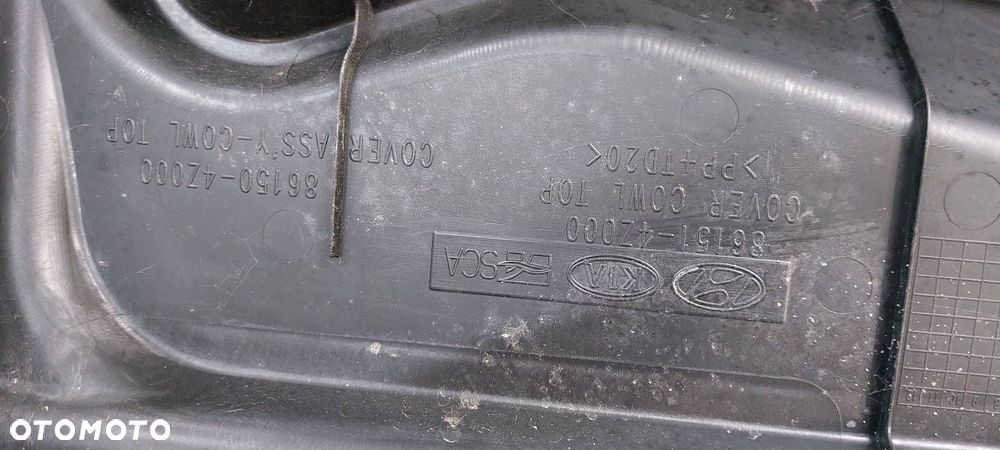 86150-4Z000
COVER ASS'Y-COWL TOP
KIA
SCA
86151-4Z000
COVER COWL TOP
>PP+TD20<
OTOMOTO